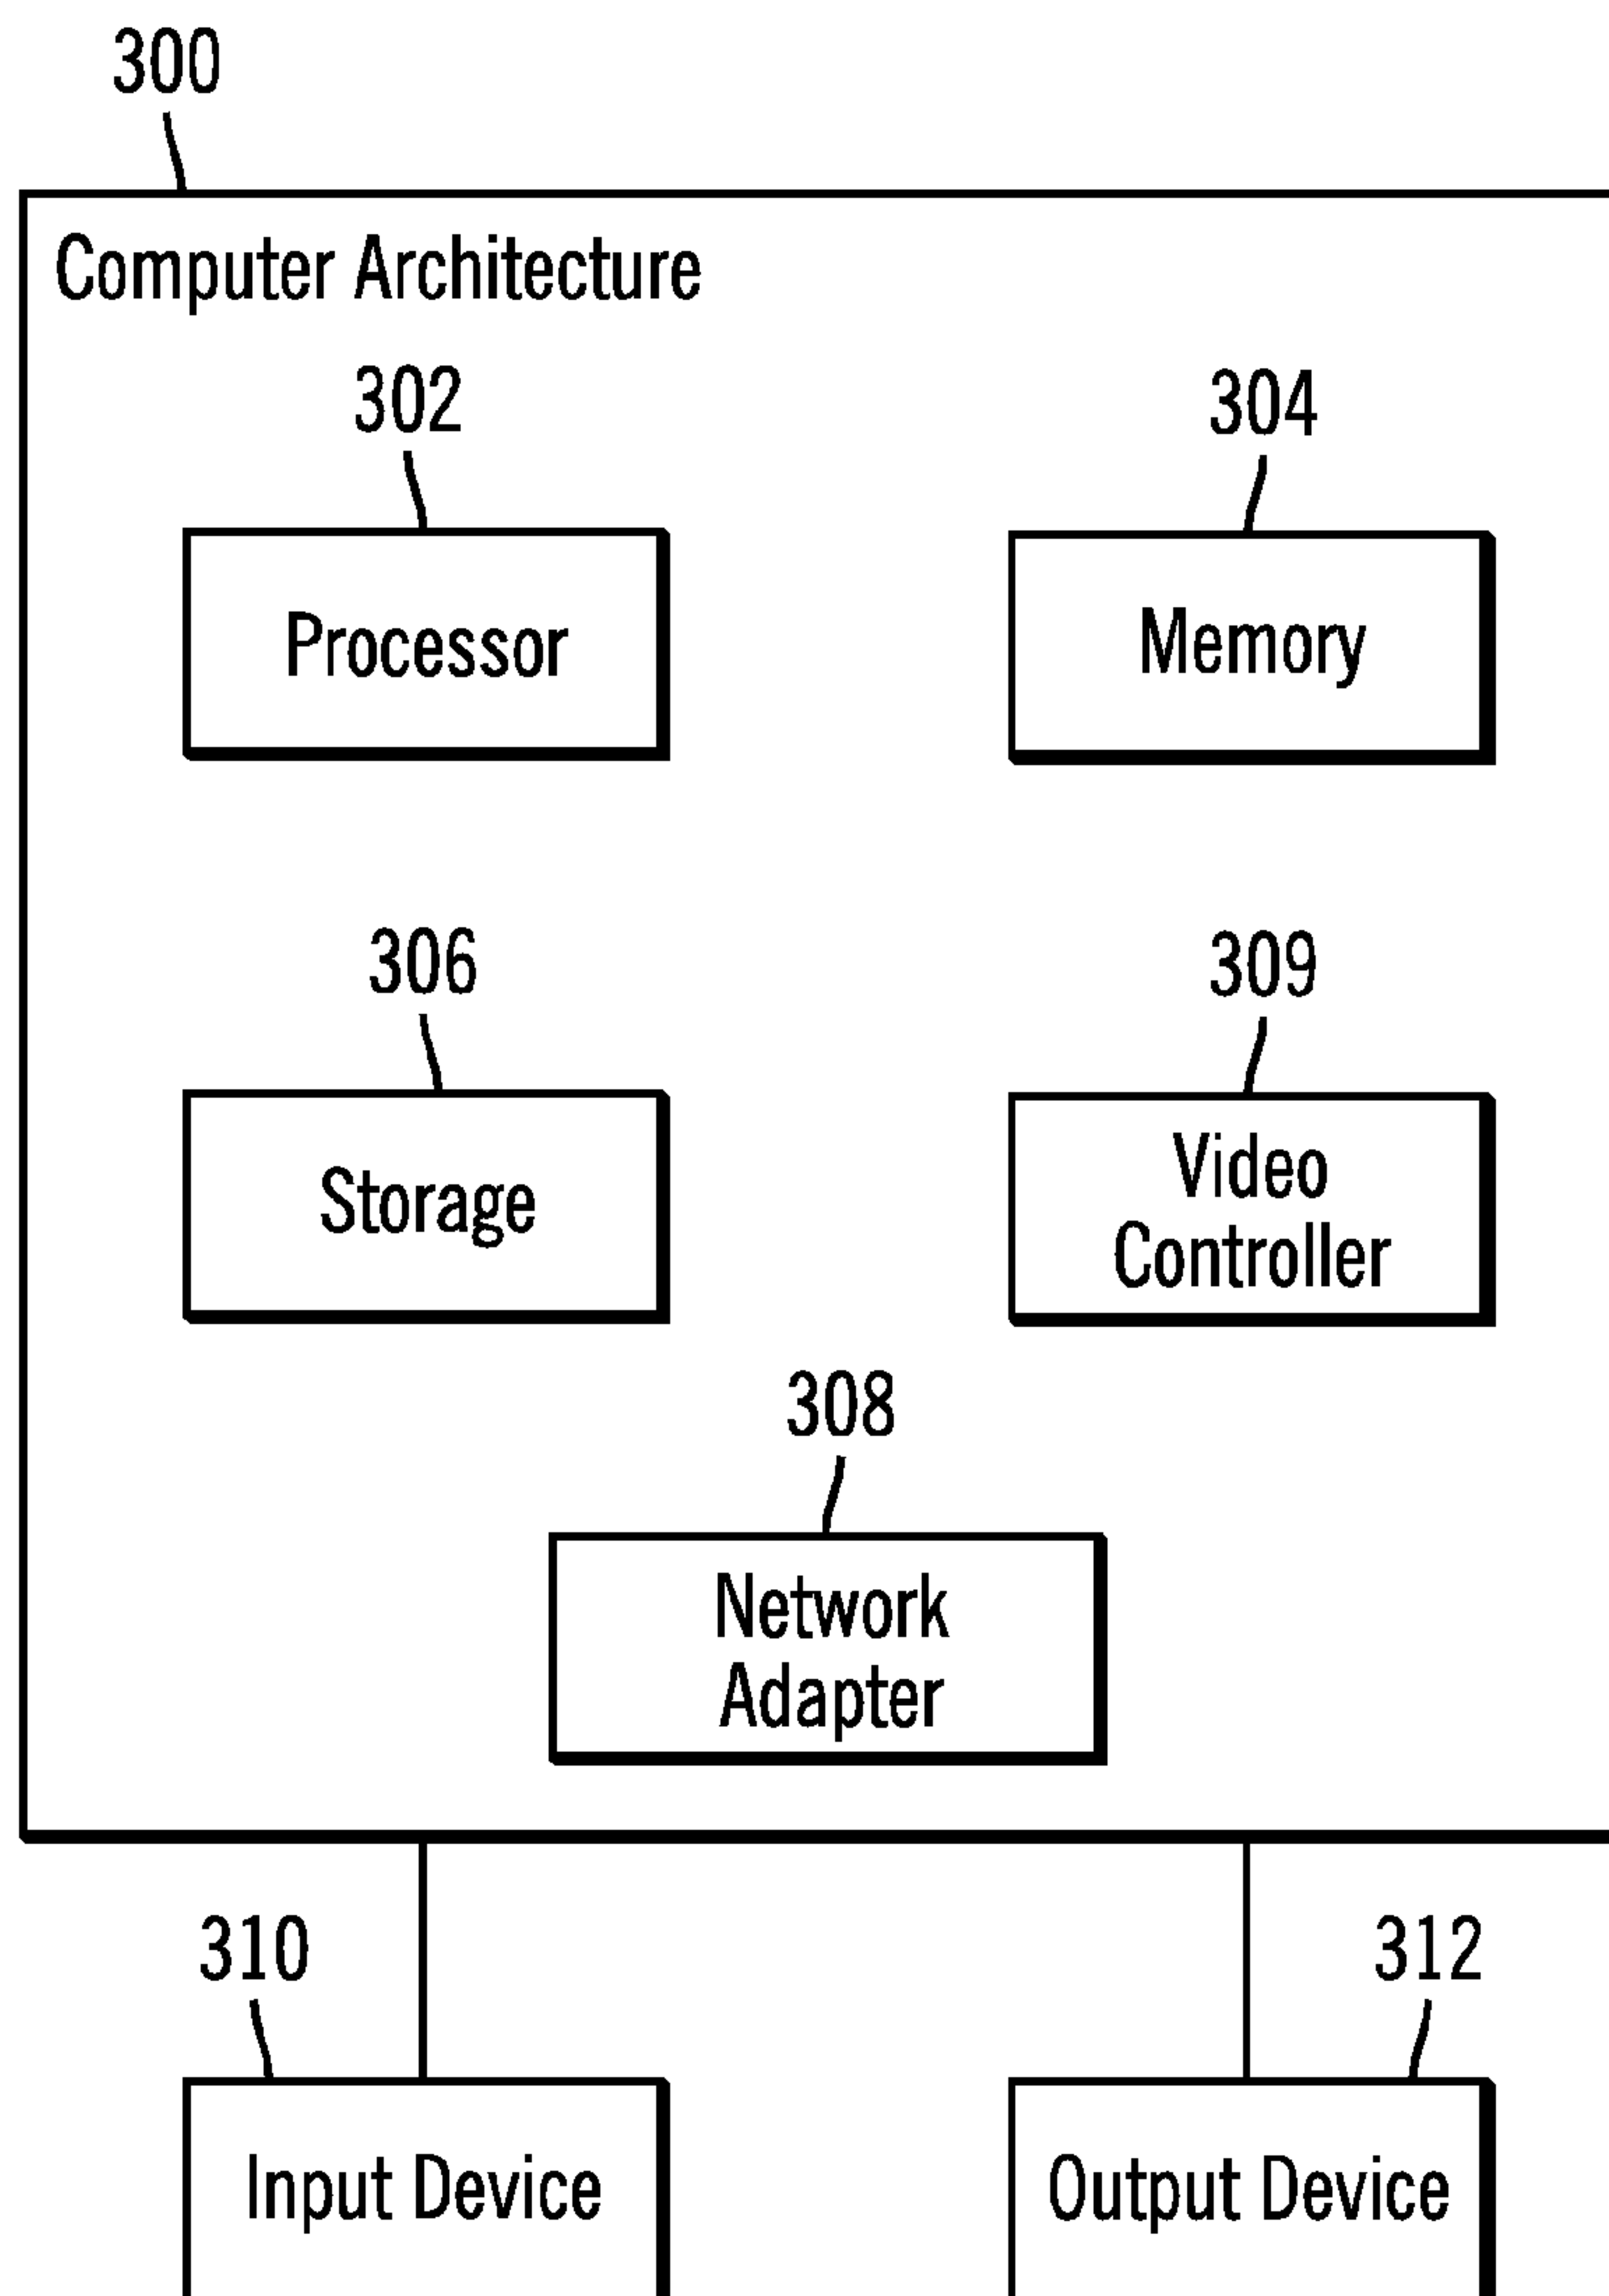 300
Computer Architecture
302
304
Processor
Memory
306
309
Storage
Video
Controller
308
Network
Adapter
310
312
Input Device
Output Device